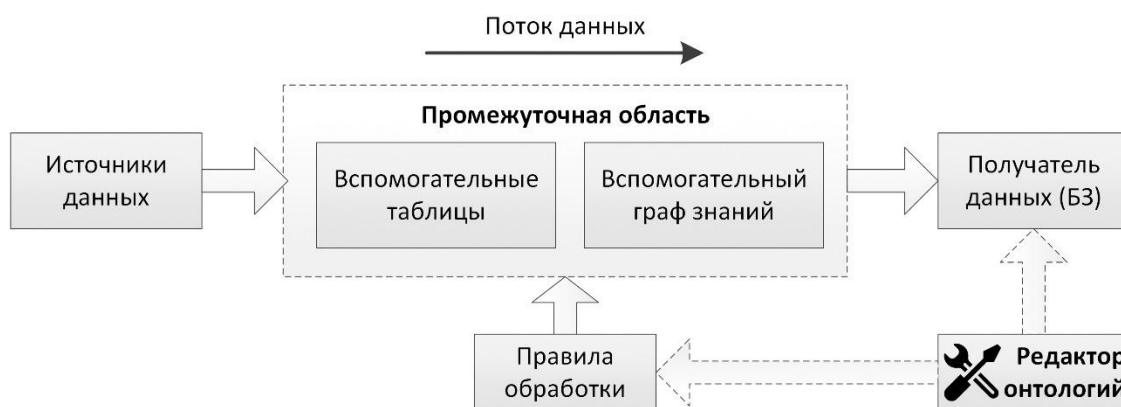 Поток данных
Промежуточная область
Источники
данных
Вспомогательные
таблицы
Вспомогательный
граф знаний
Получатель
данных (БЗ)
Правила
обработки
Редактор
онтологий